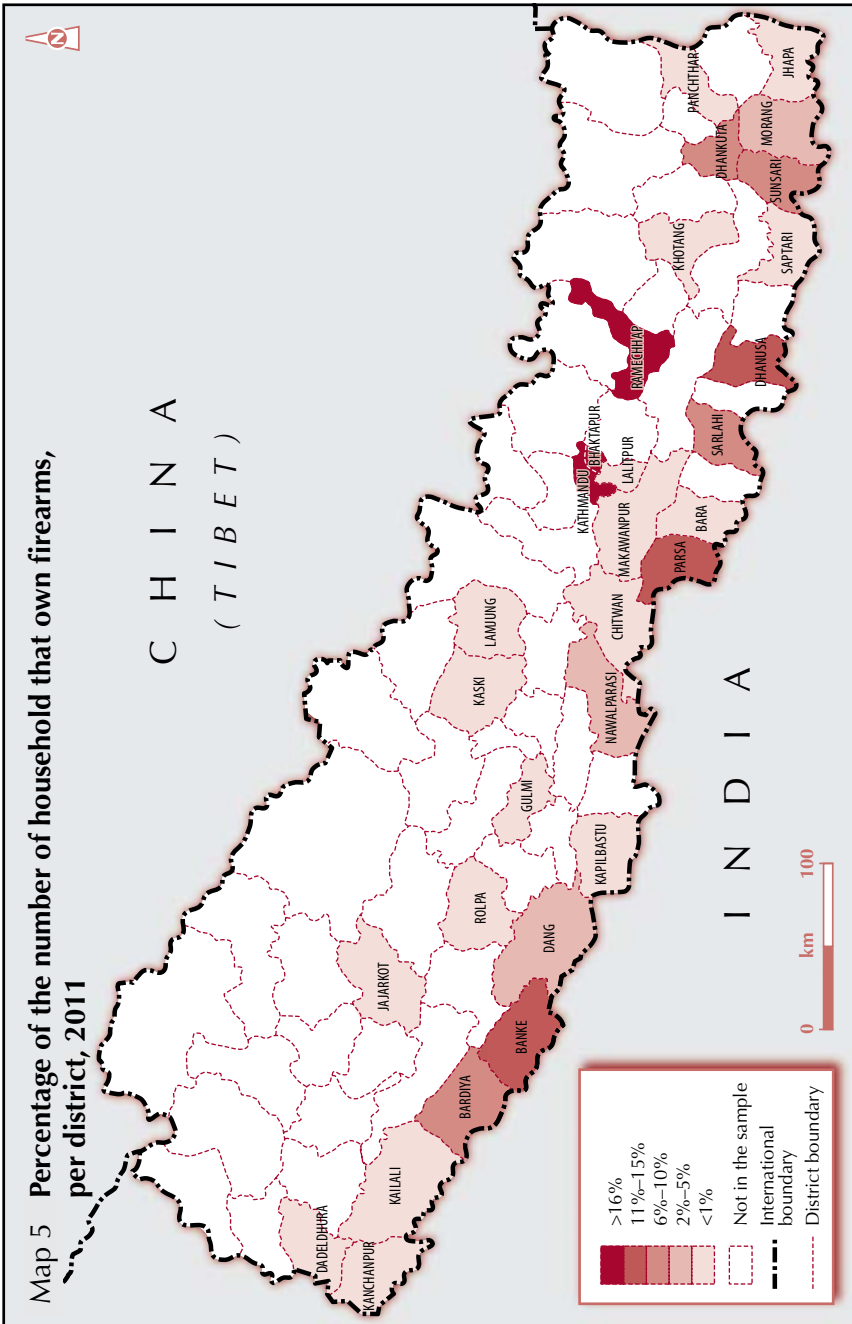 Map 5 Percentage of the number of household that own firearms,
per district, 2011
N
CHINA
(TIBET)
INDIA
DADELDHURA
KANCHANPUR
KAILALI
BARDIYA
BANKE
JAJARKOT
DANG
ROLPA
KAPILBASTU
GULMI
KASKI
LAMJUNG
NAWALPARASI
CHITWAN
MAKAWANPUR
PARSA
BARA
KATHMANDU
BHAKTAPUR
LALITPUR
SARLAHI
RAMECHHAP
DHANUSA
KHOTANG
SAPTARI
DHANKUTA
SUNSARI
MORANG
PANCHTHAR
JHAPA
>16%
11%–15%
6%–10%
2%–5%
<1%
Not in the sample
International
boundary
District boundary
0 km 100